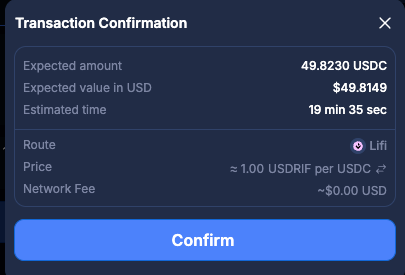 Transaction Confirmation
Expected amount 49.8230 USDC
Expected value in USD $49.8149
Estimated time 19 min 35 sec
Route Lifi
Price ≈ 1.00 USDRIF per USDC
Network Fee ~$0.00 USD
Confirm